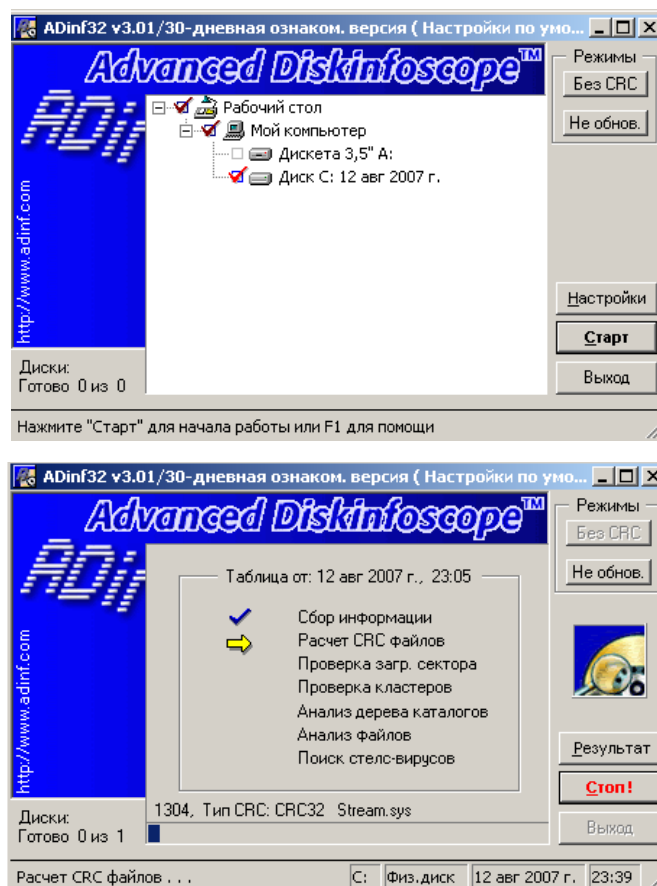 ADinf32 v3.01/30-дневная ознаком. версия ( Настройки по умо...
Advanced Diskinfoscope™
ADinf
http://www.adinf.com
Рабочий стол
Мой компьютер
Дискета 3,5" A:
Диск C: 12 авг 2007 г.
Режимы
Без CRC
Не обнов.
Настройки
Старт
Выход
Диски:
Готово 0 из 0
Нажмите "Старт" для начала работы или F1 для помощи
ADinf32 v3.01/30-дневная ознаком. версия ( Настройки по умо...
Advanced Diskinfoscope™
ADinf
http://www.adinf.com
Таблица от: 12 авг 2007 г., 23:05
Сбор информации
Расчет CRC файлов
Проверка загр. сектора
Проверка кластеров
Анализ дерева каталогов
Анализ файлов
Поиск стелс-вирусов
1304, Тип CRC: CRC32 Stream.sys
Режимы
Без CRC
Не обнов.
Результат
Стоп!
Выход
Диски:
Готово 0 из 1
Расчет CRC файлов . . .
C:
Физ.диск
12 авг 2007 г.
23:39